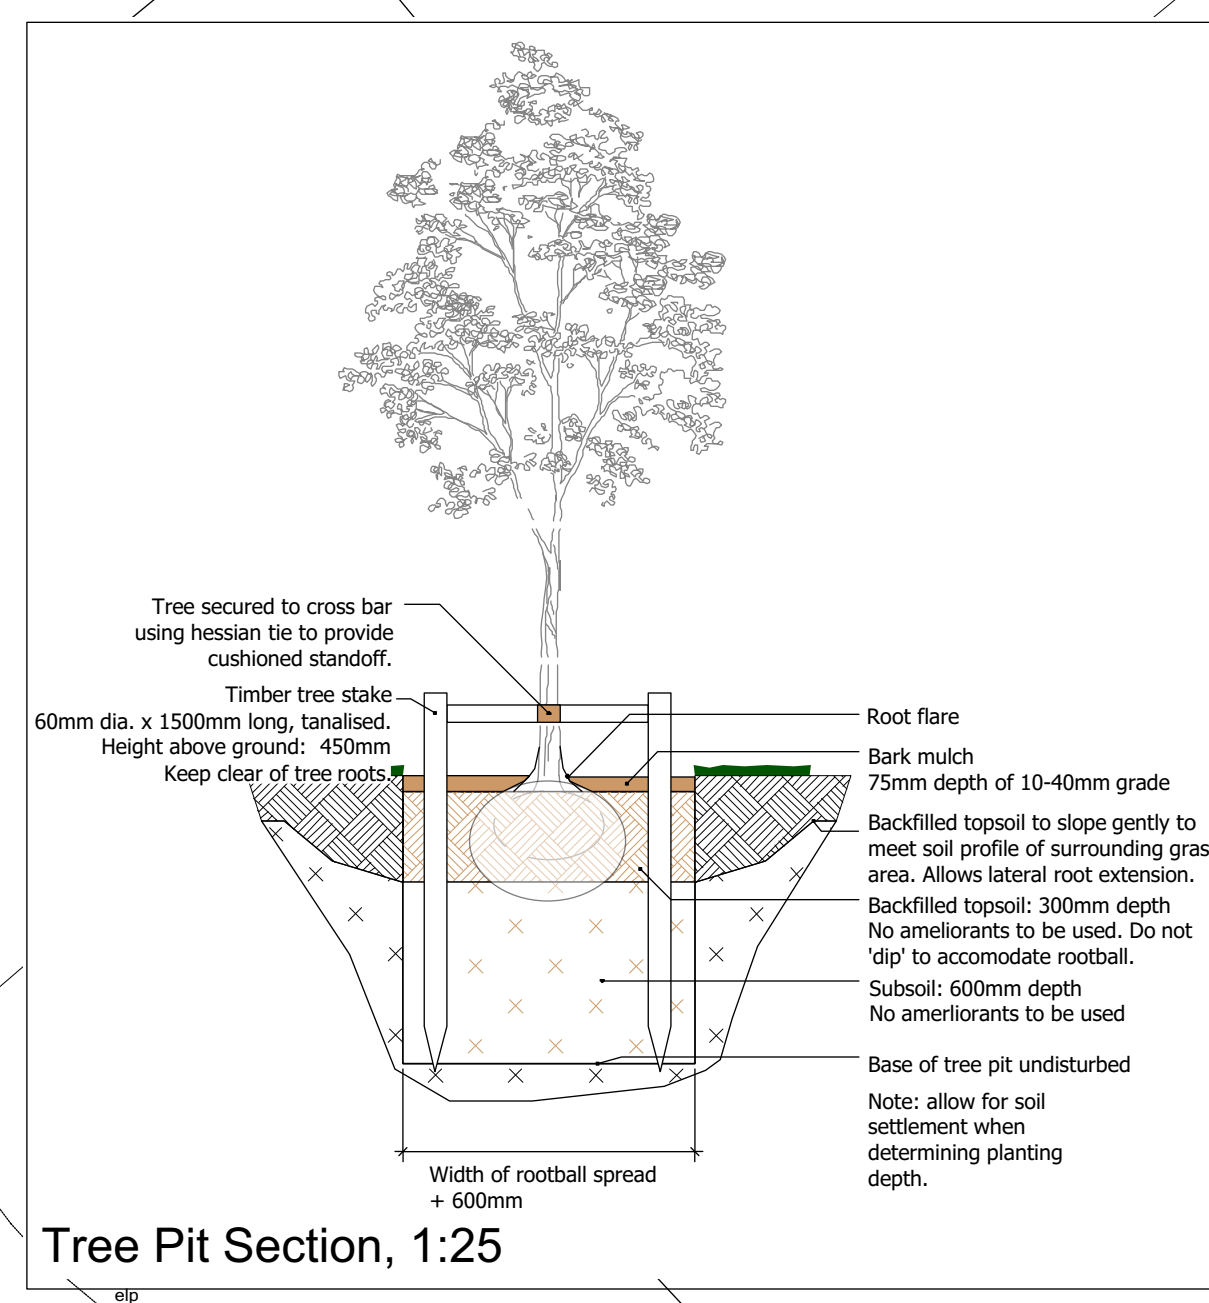 Tree secured to cross bar
using hessian tie to provide
cushioned standoff.
Timber tree stake
60mm dia. x 1500mm long, tanalised.
Height above ground: 450mm
Keep clear of tree roots.
Root flare
Bark mulch
75mm depth of 10-40mm grade
Backfilled topsoil to slope gently to
meet soil profile of surrounding gras
area. Allows lateral root extension.
Backfilled topsoil: 300mm depth
No ameliorants to be used. Do not
'dip' to accomodate rootball.
Subsoil: 600mm depth
No amerliorants to be used
Base of tree pit undisturbed
Note: allow for soil
settlement when
determining planting
depth.
Width of rootball spread
+ 600mm
Tree Pit Section, 1:25
elp